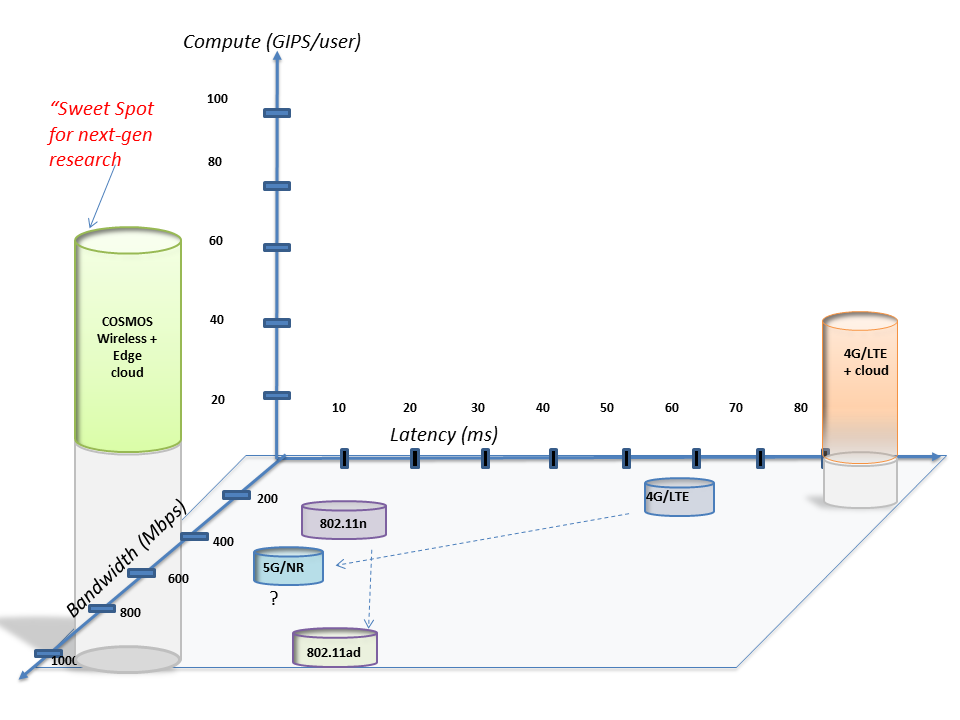 Compute (GIPS/user)
“Sweet Spot
for next-gen
research
100
80
60
40
20
COSMOS
Wireless +
Edge
cloud
4G/LTE
+ cloud
10 20 30 40 50 60 70 80
Latency (ms)
Bandwidth (Mbps)
200
400
600
800
1000
4G/LTE
802.11n
5G/NR
?
802.11ad